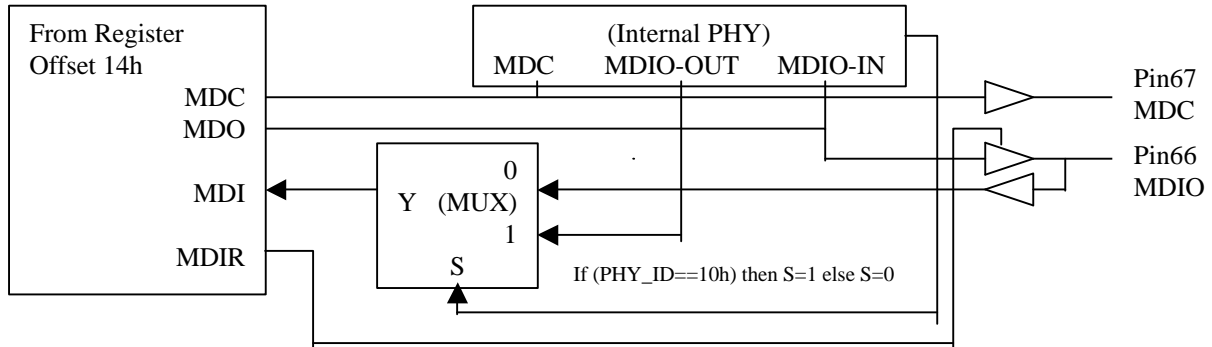 From Register
Offset 14h
MDC
MDO
MDI
MDIR
(Internal PHY)
MDC MDIO-OUT MDIO-IN
0
Y (MUX)
1
S
If (PHY_ID==10h) then S=1 else S=0
Pin67
MDC
Pin66
MDIO